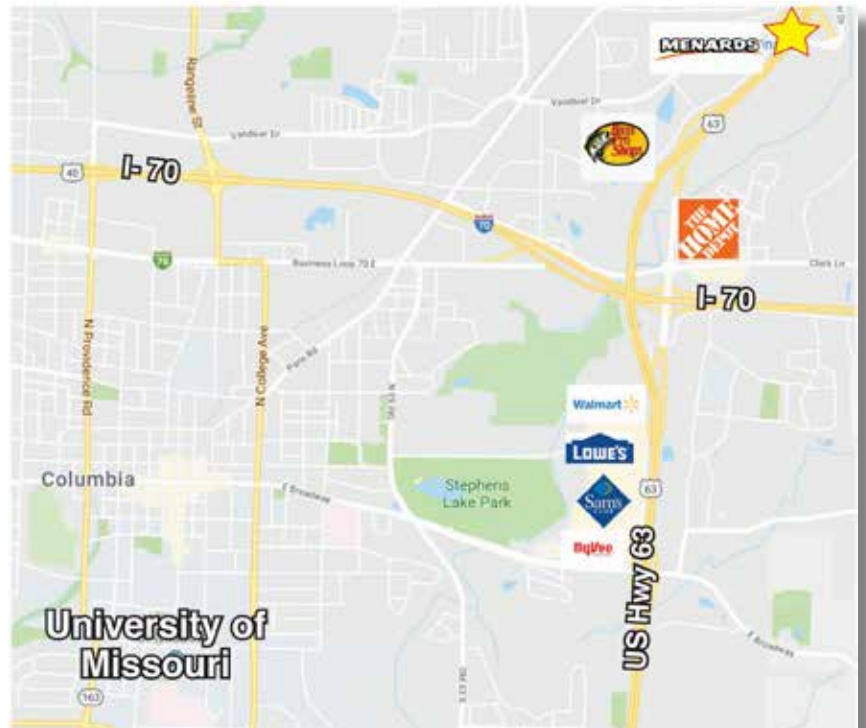 MENARDS
Rangeline St
Vandiver Dr
63
Bass
Pro
Shops
Vandiver Dr
40
I-70
THE
HOME
DEPOT
70
70
Business Loop 70 E
Clark Ln
I-70
N Providence Rd
N College Ave
Paris Rd
Walmart
LOWE'S
Columbia
E Broadway
Stephens
Lake Park
Sam's
CLUB
63
HyVee
US Hwy 63
University of
Missouri
E Broadway
163